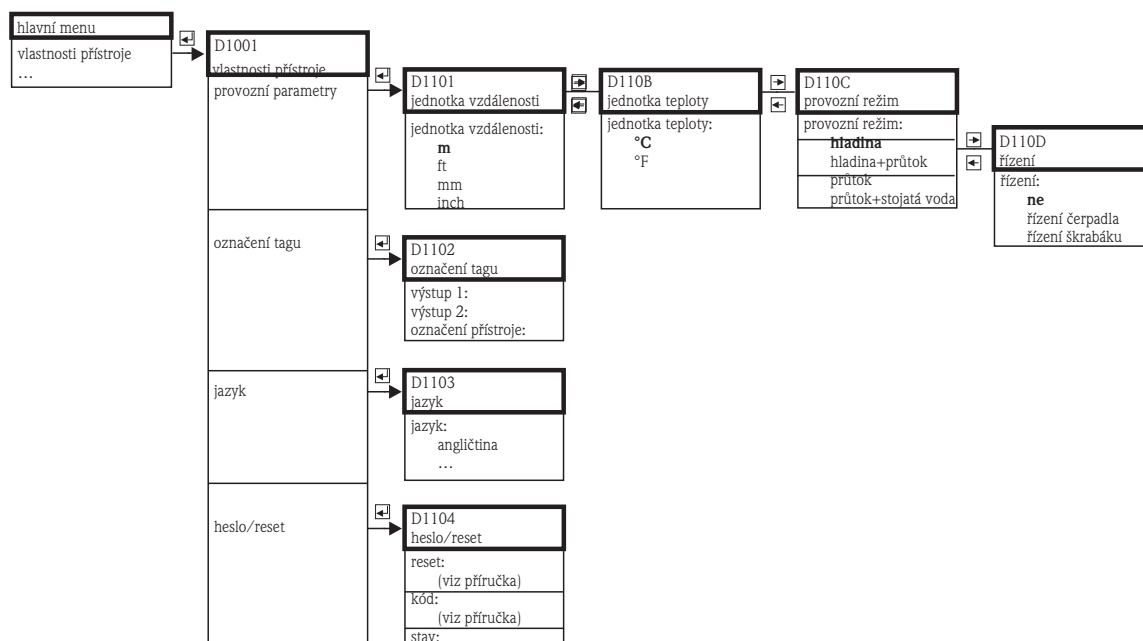 hlavní menu
vlastnosti přístroje
…
D1001
vlastnosti přístroje
provozní parametry
označení tagu
jazyk
heslo/reset
D1101
jednotka vzdálenosti
jednotka vzdálenosti:
m
ft
mm
inch
D110B
jednotka teploty
jednotka teploty:
°C
°F
D110C
provozní režim
provozní režim:
hladina
hladina+průtok
průtok
průtok+stojatá voda
D110D
řízení
řízení:
ne
řízení čerpadla
řízení škrabáku
D1102
označení tagu
výstup 1:
výstup 2:
označení přístroje:
D1103
jazyk
jazyk:
angličtina
…
D1104
heslo/reset
reset:
(viz příručka)
kód:
(viz příručka)
stav: